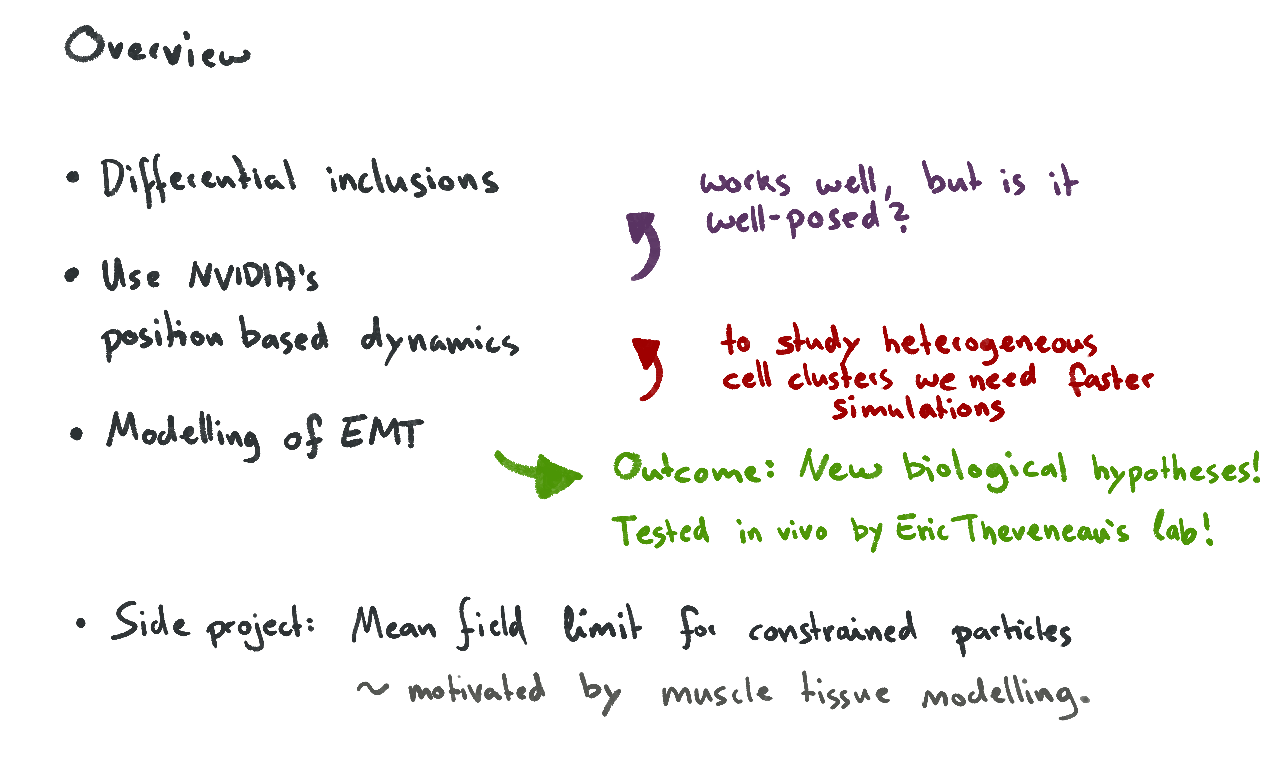 Overview
• Differential inclusions
works well, but is it
well-posed?
• Use NVIDIA's
position based dynamics
to study heterogeneous
cell clusters we need faster
simulations
• Modelling of EMT
Outcome: New biological hypotheses!
Tested in vivo by Eric Theveneau's lab!
• Side project: Mean field limit for constrained particles
~ motivated by muscle tissue modelling.